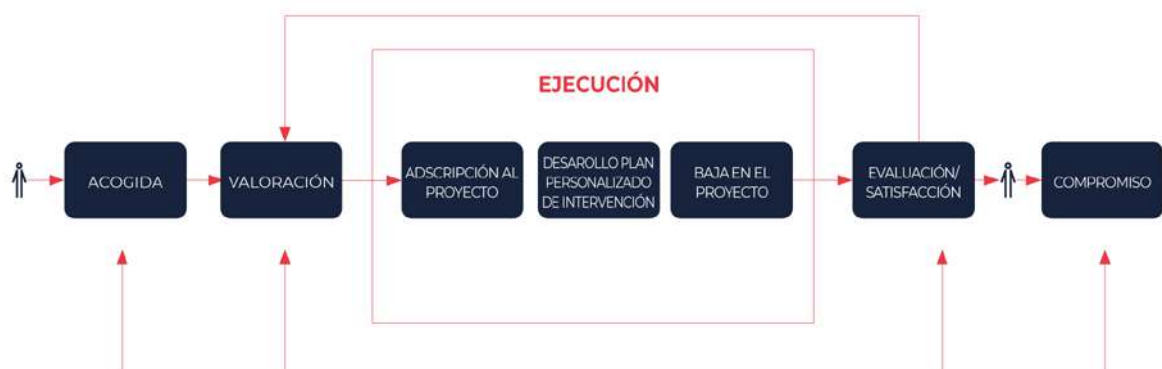 EJECUCIÓN
ACOGIDA
VALORACIÓN
ADSCRIPCIÓN AL
PROYECTO
DESAROLLO PLAN
PERSONALIZADO
DE INTERVENCIÓN
BAJA EN EL
PROYECTO
EVALUACIÓN/
SATISFACCIÓN
COMPROMISO